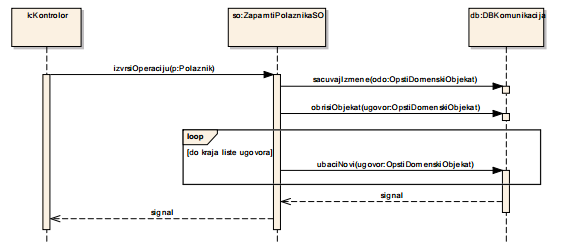 k:Kontrolor
so:ZapamtiPolaznikaSO
db:DBKomunikacija
izvrsiOperaciju(p:Polaznik)
sacuvajIzmene(odo:OpstiDomenskiObjekat)
obrisiObjekat(ugovor:OpstiDomenskiObjekat)
loop
[do kraja liste ugovora]
ubaciNovi(ugovor:OpstiDomenskiObjekat)
signal
signal